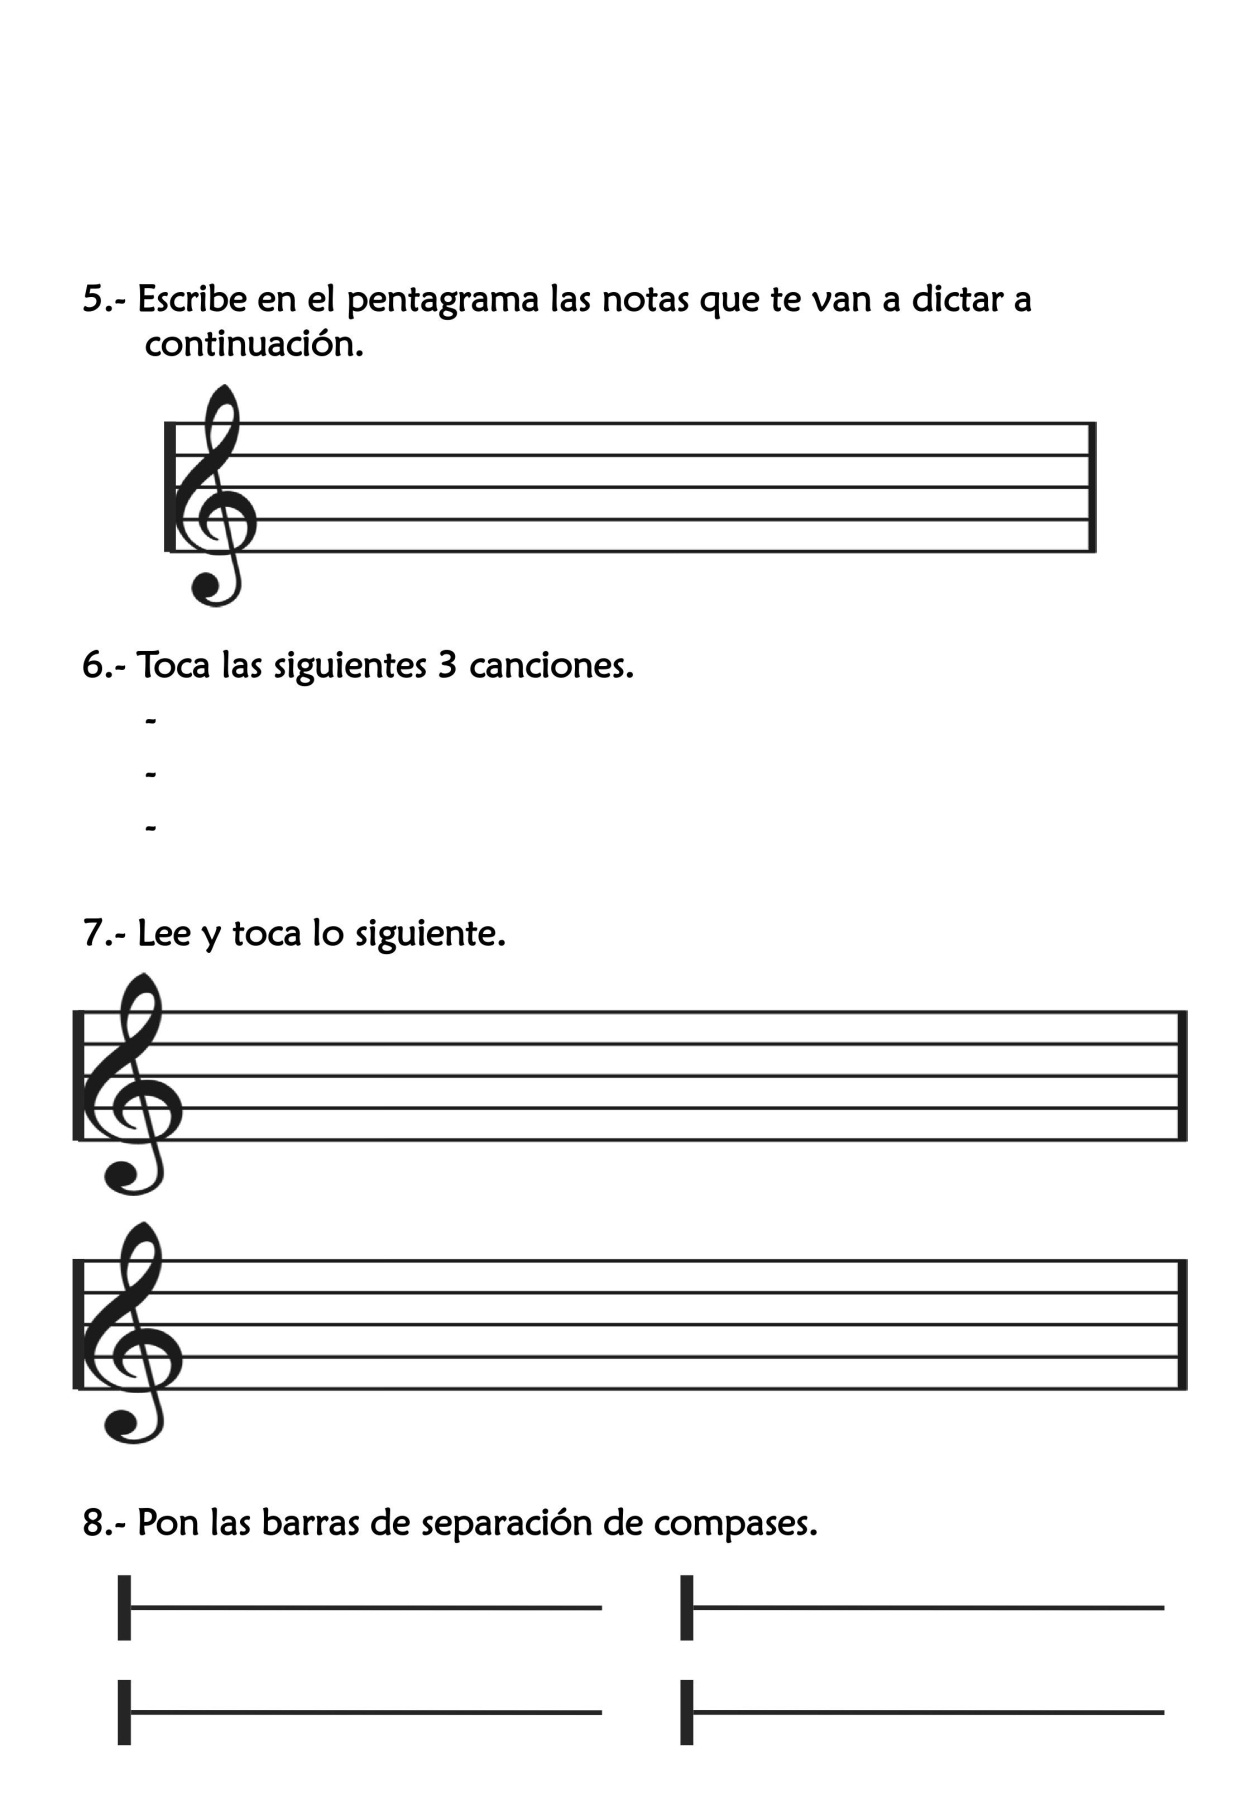 5.- Escribe en el pentagrama las notas que te van a dictar a
continuación.
6.- Toca las siguientes 3 canciones.
-
-
-
7.- Lee y toca lo siguiente.
8.- Pon las barras de separación de compases.